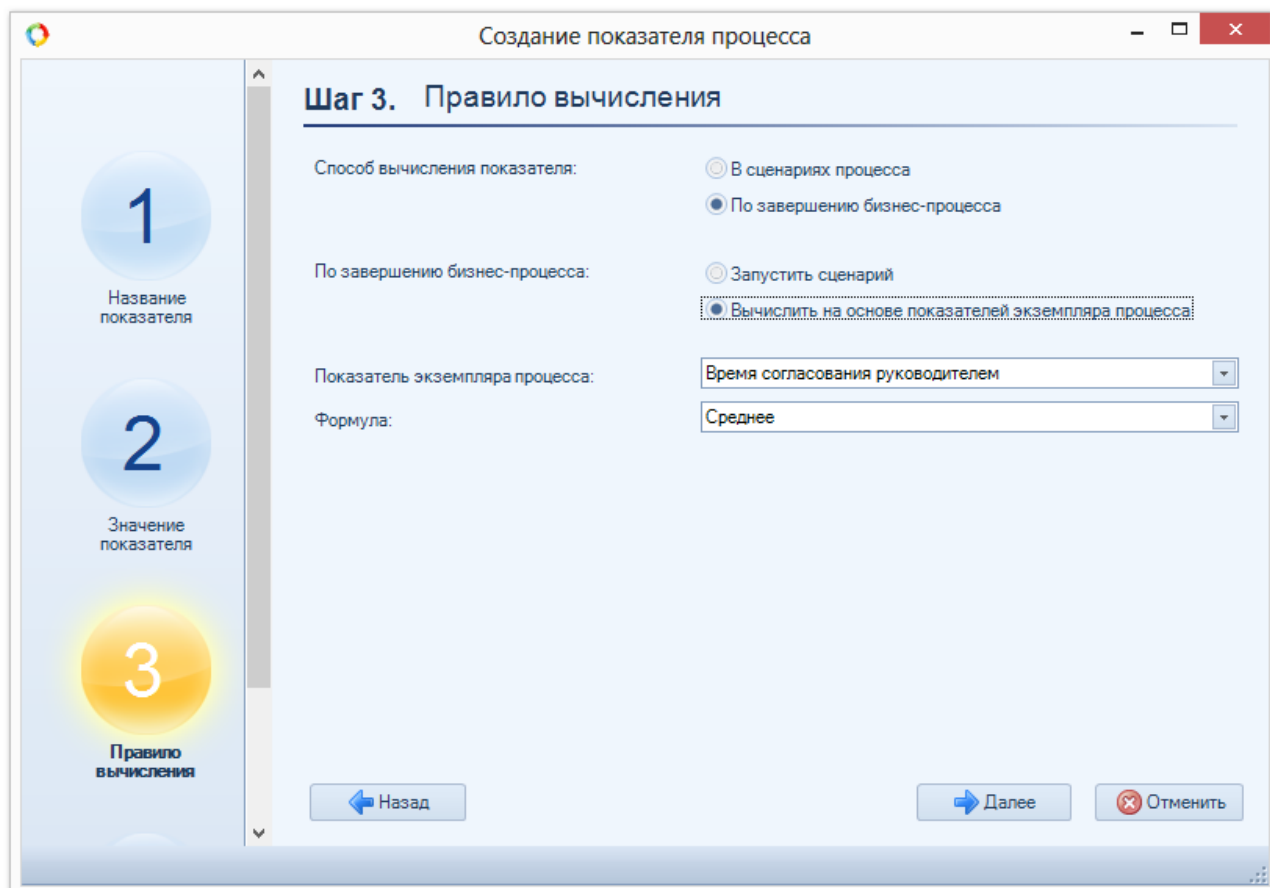 Создание показателя процесса
1
Название
показателя
2
Значение
показателя
3
Правило
вычисления
Шаг 3. Правило вычисления
Способ вычисления показателя:
В сценариях процесса
По завершению бизнес-процесса
По завершению бизнес-процесса:
Запустить сценарий
Вычислить на основе показателей экземпляра процесса
Показатель экземпляра процесса:
Время согласования руководителем
Формула:
Среднее
Назад
Далее
Отменить